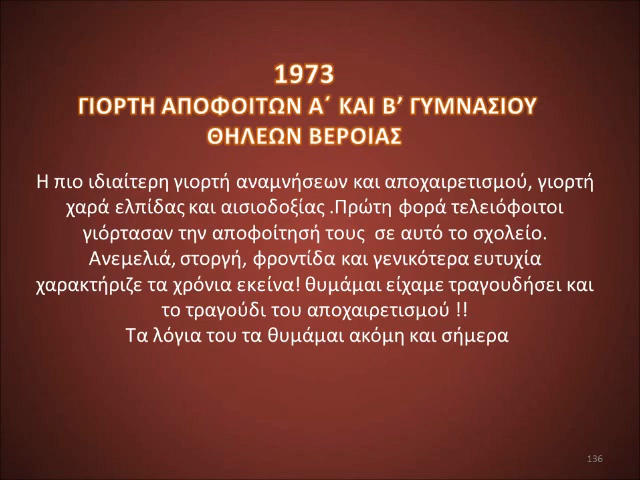 1973
ΓΙΟΡΤΗ ΑΠΟΦΟΙΤΩΝ Α΄ ΚΑΙ Β’ ΓΥΜΝΑΣΙΟΥ
ΘΗΛΕΩΝ ΒΕΡΟΙΑΣ
Η πιο ιδιαίτερη γιορτή αναμνήσεων και αποχαιρετισμού, γιορτή
χαρά ελπίδας και αισιοδοξίας .Πρώτη φορά τελειόφοιτοι
γιόρτασαν την αποφοίτησή τους  σε αυτό το σχολείο.
Ανεμελιά, στοργή, φροντίδα και γενικότερα ευτυχία
χαρακτήριζε τα χρόνια εκείνα! θυμάμαι είχαμε τραγουδήσει και
το τραγούδι του αποχαιρετισμού !!
Τα λόγια του τα θυμάμαι ακόμη και σήμερα
136